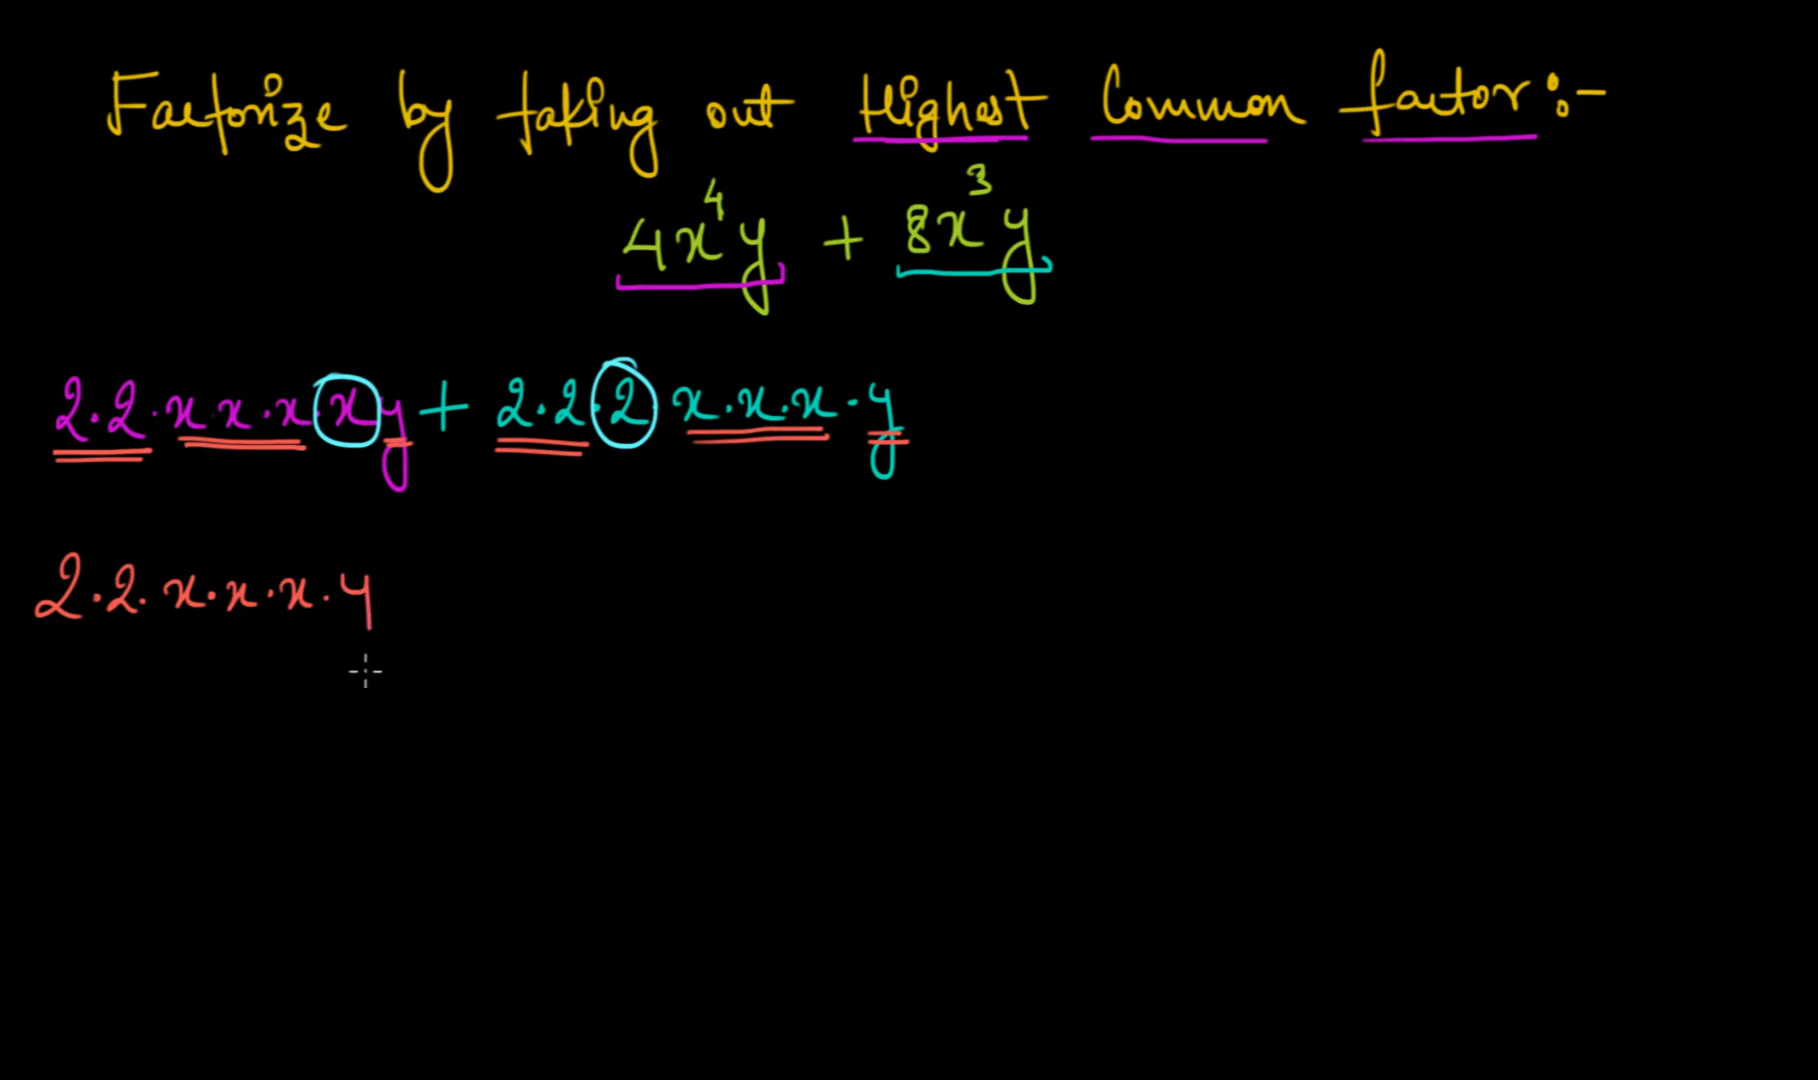 Factorize by taking out Highest Common factor:-
4x⁴y + 8x³y
2.2.x.x.x.x y + 2.2.2.x.x.x.y
2.2.x.x.x.y